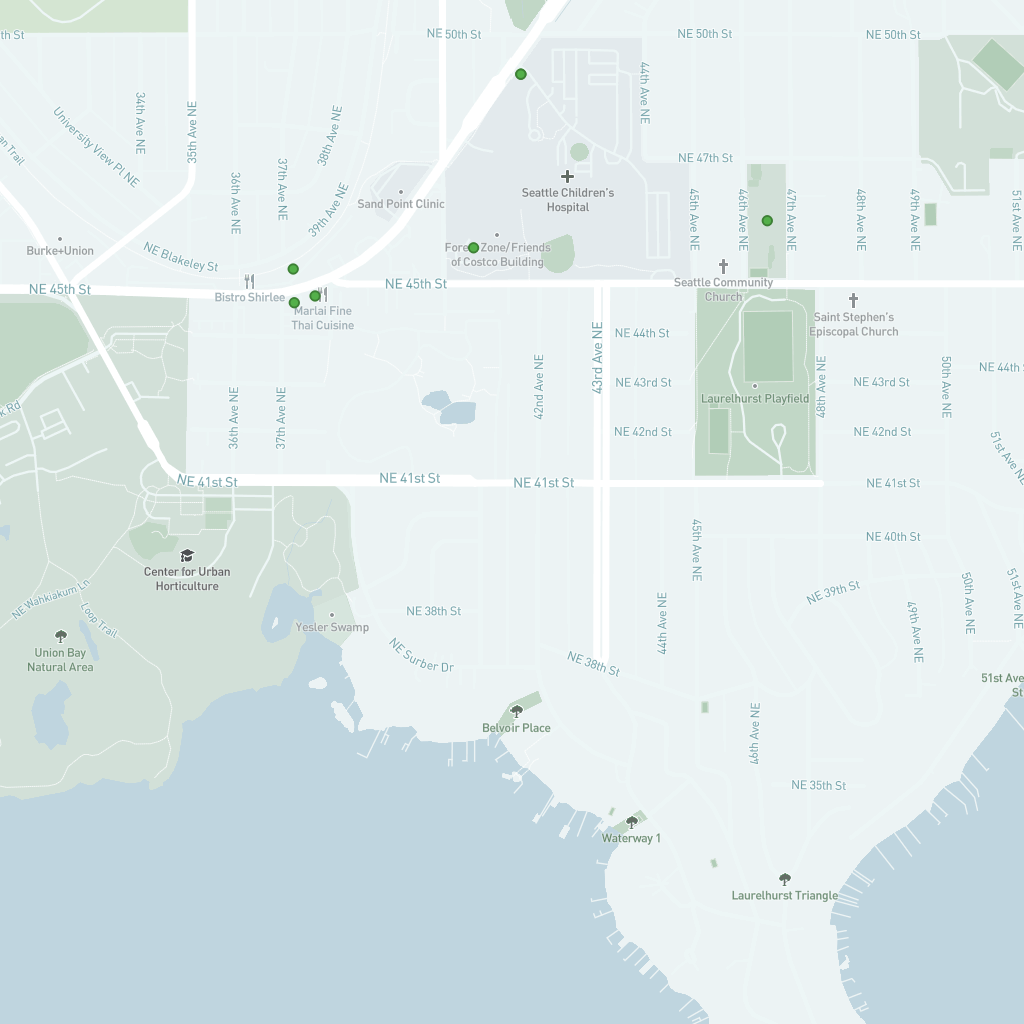 th St
NE 50th St
NE 50th St
NE 50th St
34th Ave NE
35th Ave NE
University View Pl NE
38th Ave NE
44th Ave NE
an Trail
37th Ave NE
36th Ave NE
39th Ave NE
NE 47th St
Sand Point Clinic
Seattle Children's
Hospital
45th Ave NE
46th Ave NE
47th Ave NE
48th Ave NE
49th Ave NE
51st Ave NE
Burke+Union
NE Blakeley St
Zone/Friends
of Costco Building
NE 45th St
Bistro Shirlee
NE 45th St
Seattle Community
Church
Marlai Fine
Thai Cuisine
Saint Stephen's
Episcopal Church
NE 44th St
43rd Ave NE
NE 44th
NE 43rd St
NE 43rd St
42nd Ave NE
48th Ave NE
50th Ave NE
Laurelhurst Playfield
k Rd
36th Ave NE
37th Ave NE
NE 42nd St
NE 42nd St
51st Ave NE
NE 41st St
NE 41st St
NE 41st St
NE 41st St
45th Ave NE
NE 40th St
Center for Urban
Horticulture
NE Wahkiakum Ln
Loop Trail
NE 39th St
50th Ave NE
51st Ave NE
49th Ave NE
NE 38th St
44th Ave NE
Yesler Swamp
Union Bay
Natural Area
NE Surber Dr
NE 38th St
51st Ave
St
Belvoir Place
46th Ave NE
NE 35th St
Waterway 1
Laurelhurst Triangle